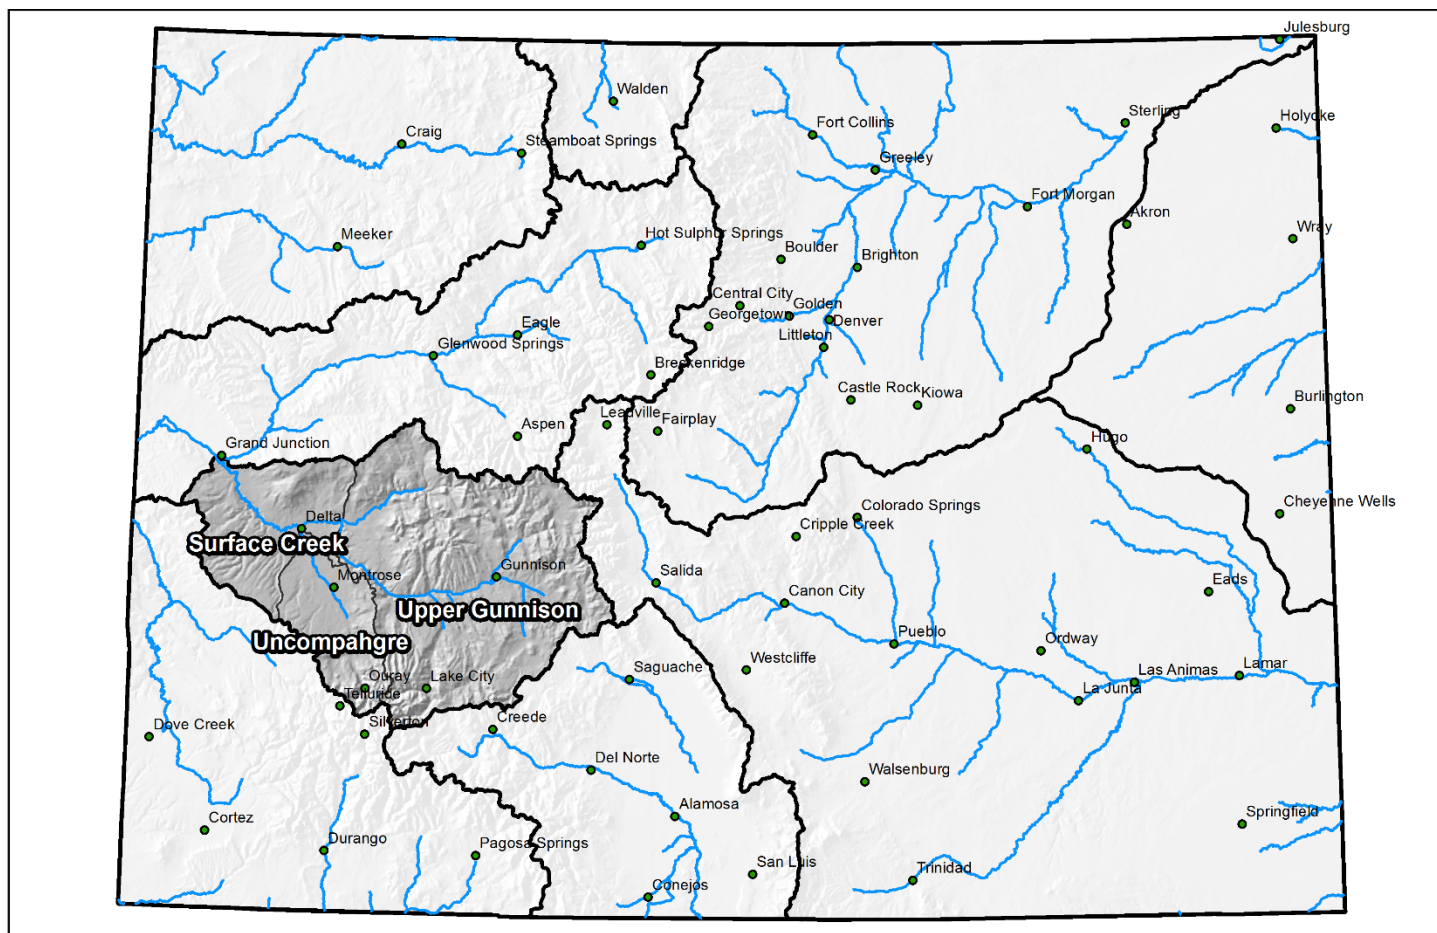 Julesburg
Walden
Sterling
Holyoke
Craig
Fort Collins
Steamboat Springs
Greeley
Fort Morgan
Akron
Wray
Meeker
Hot Sulphur Springs
Boulder
Brighton
Central City
Golden
Georgetown
Denver
Eagle
Littleton
Glenwood Springs
Breckenridge
Castle Rock
Kiowa
Burlington
Aspen
Leadville
Fairplay
Grand Junction
Hugo
Cheyenne Wells
Colorado Springs
Delta
Cripple Creek
Surface Creek
Montrose
Gunnison
Salida
Eads
Canon City
Upper Gunnison
Uncompahgre
Pueblo
Ordway
Westcliffe
Saguache
Las Animas
Lamar
Ouray
Lake City
Telluride
La Junta
Silverton
Creede
Dove Creek
Del Norte
Walsenburg
Alamosa
Springfield
Cortez
Durango
Pagosa Springs
San Luis
Trinidad
Conejos